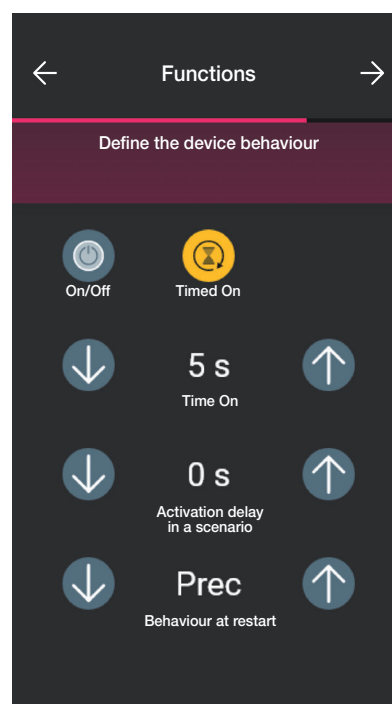 Functions
Define the device behaviour
On/Off
Timed On
5 s
Time On
0 s
Activation delay
in a scenario
Prec
Behaviour at restart